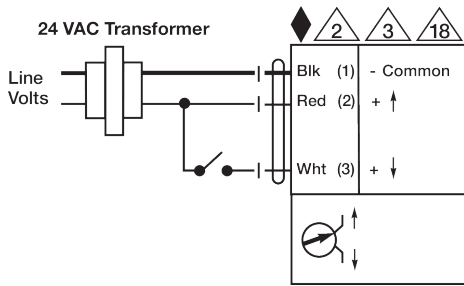 24 VAC Transformer
2 3 18
Line
Volts
Blk (1) - Common
Red (2) + ↑
Wht (3) + ↓